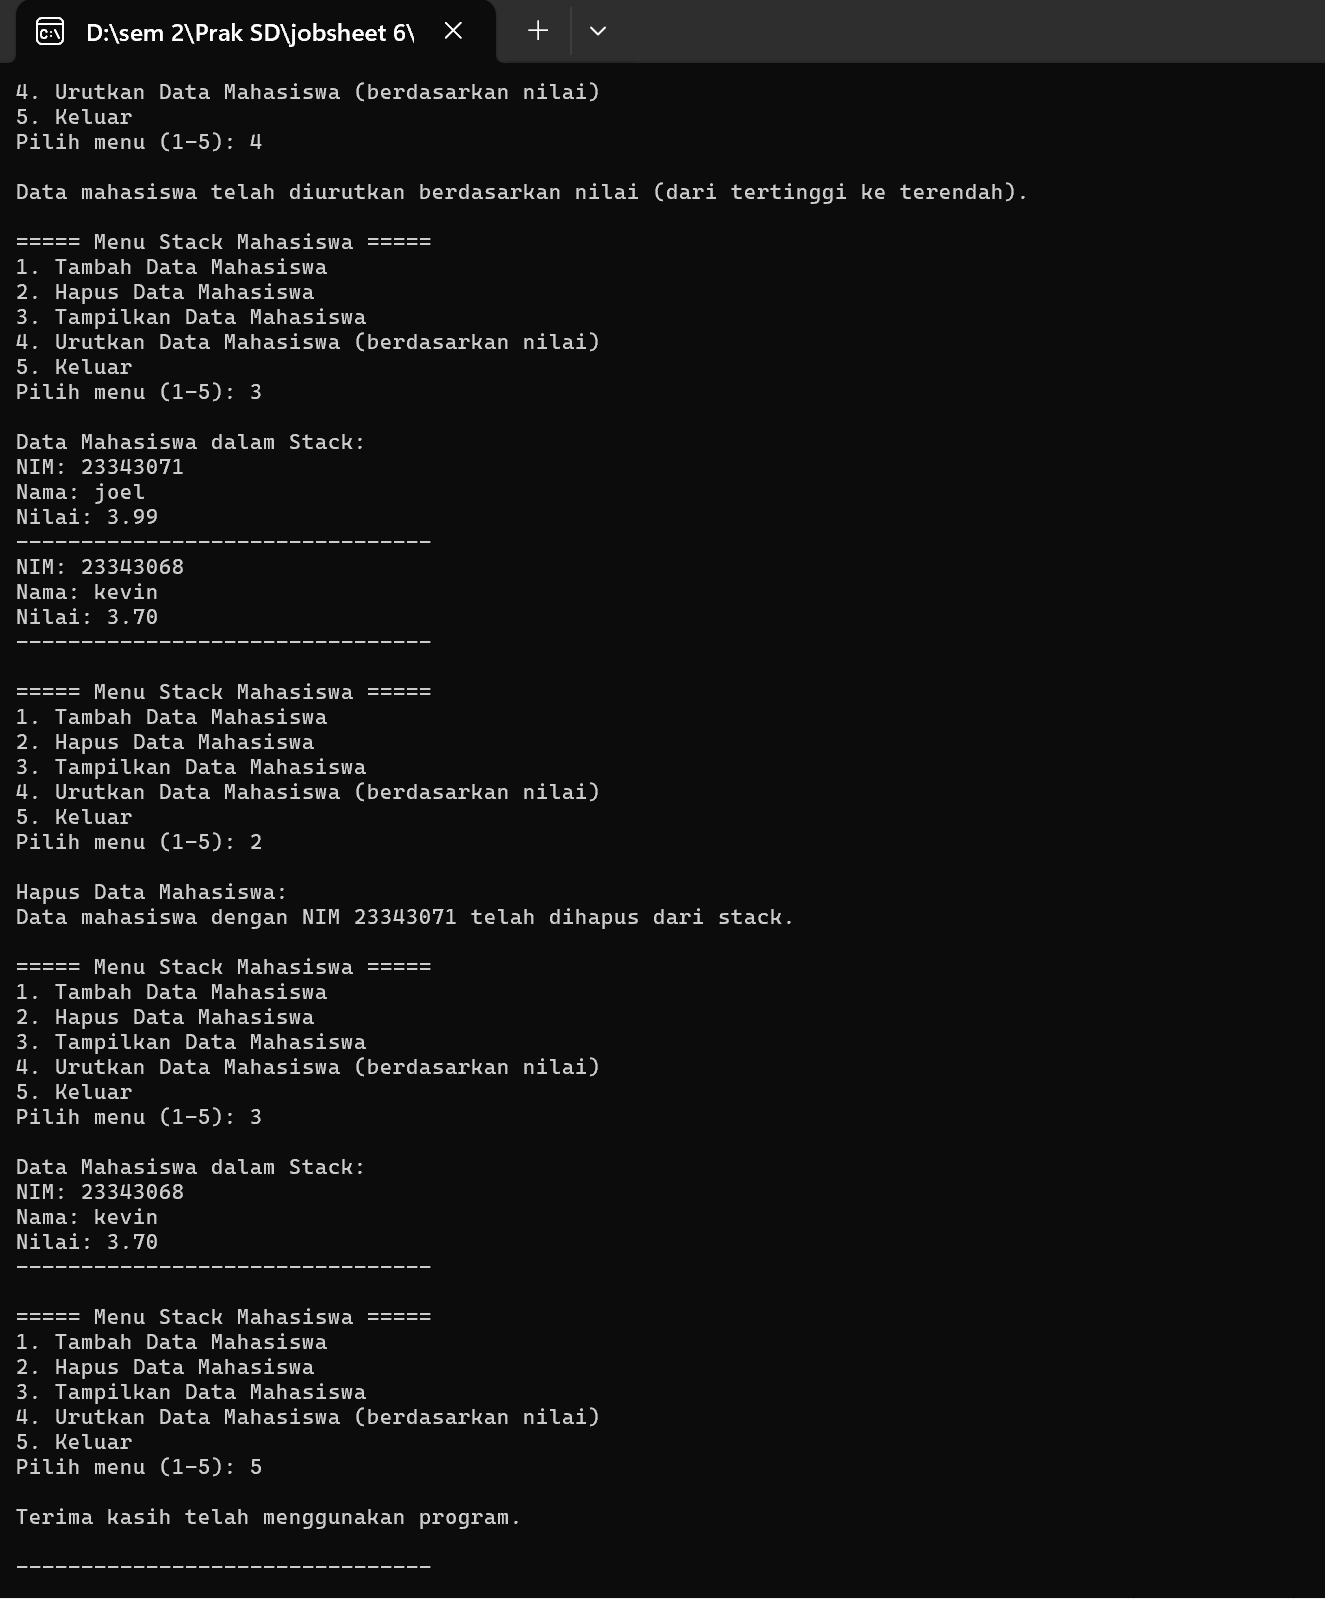 D:\sem 2\Prak SD\jobsheet 6\
4. Urutkan Data Mahasiswa (berdasarkan nilai)
5. Keluar
Pilih menu (1-5): 4
Data mahasiswa telah diurutkan berdasarkan nilai (dari tertinggi ke terendah).
===== Menu Stack Mahasiswa =====
1. Tambah Data Mahasiswa
2. Hapus Data Mahasiswa
3. Tampilkan Data Mahasiswa
4. Urutkan Data Mahasiswa (berdasarkan nilai)
5. Keluar
Pilih menu (1-5): 3
Data Mahasiswa dalam Stack:
NIM: 23343071
Nama: joel
Nilai: 3.99
--------------------------------
NIM: 23343068
Nama: kevin
Nilai: 3.70
--------------------------------
===== Menu Stack Mahasiswa =====
1. Tambah Data Mahasiswa
2. Hapus Data Mahasiswa
3. Tampilkan Data Mahasiswa
4. Urutkan Data Mahasiswa (berdasarkan nilai)
5. Keluar
Pilih menu (1-5): 2
Hapus Data Mahasiswa:
Data mahasiswa dengan NIM 23343071 telah dihapus dari stack.
===== Menu Stack Mahasiswa =====
1. Tambah Data Mahasiswa
2. Hapus Data Mahasiswa
3. Tampilkan Data Mahasiswa
4. Urutkan Data Mahasiswa (berdasarkan nilai)
5. Keluar
Pilih menu (1-5): 3
Data Mahasiswa dalam Stack:
NIM: 23343068
Nama: kevin
Nilai: 3.70
--------------------------------
===== Menu Stack Mahasiswa =====
1. Tambah Data Mahasiswa
2. Hapus Data Mahasiswa
3. Tampilkan Data Mahasiswa
4. Urutkan Data Mahasiswa (berdasarkan nilai)
5. Keluar
Pilih menu (1-5): 5
Terima kasih telah menggunakan program.
--------------------------------